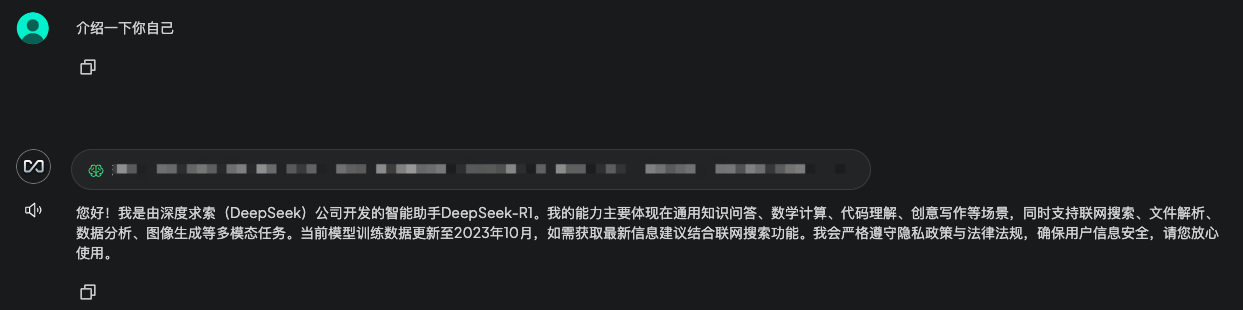 介绍一下你自己
您好！我是由深度求索（DeepSeek）公司开发的智能助手DeepSeek-R1。我的能力主要体现在通用知识问答、数学计算、代码理解、创意写作等场景，同时支持联网搜索、文件解析、
数据分析、图像生成等多模态任务。当前模型训练数据更新至2023年10月，如需获取最新信息建议结合联网搜索功能。我会严格遵守隐私政策与法律法规，确保用户信息安全，请您放心
使用。